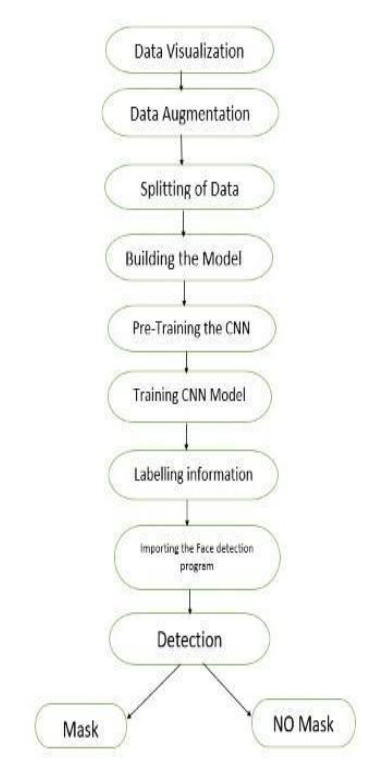 Data Visualization
Data Augmentation
Splitting of Data
Building the Model
Pre-Training the CNN
Training CNN Model
Labelling information
Importing the Face detection
program
Detection
Mask
NO Mask